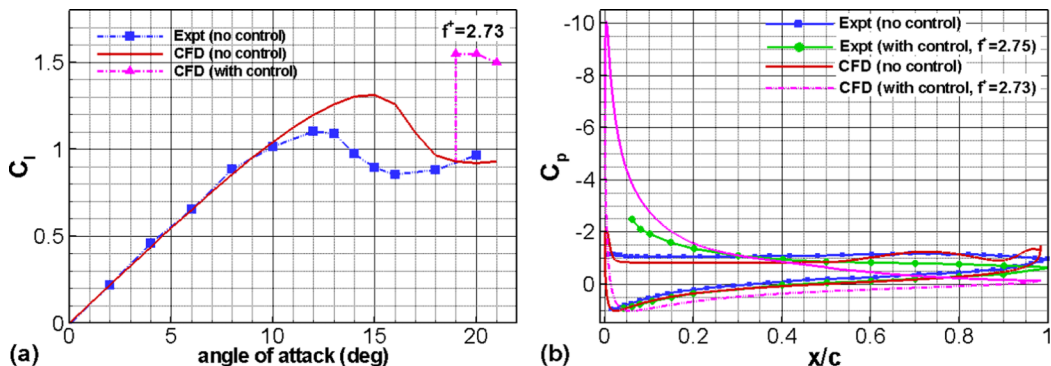 Expt (no control)
CFD (no control)
CFD (with control)
f⁺=2.73
1.5
1
0.5
0
C_l
0
5
10
15
20
angle of attack (deg)
(a)
Expt (no control)
Expt (with control, f⁺=2.75)
CFD (no control)
CFD (with control, f⁺=2.73)
-10
-8
-6
-4
-2
0
C_p
0
0.2
0.4
0.6
0.8
1
x/c
(b)